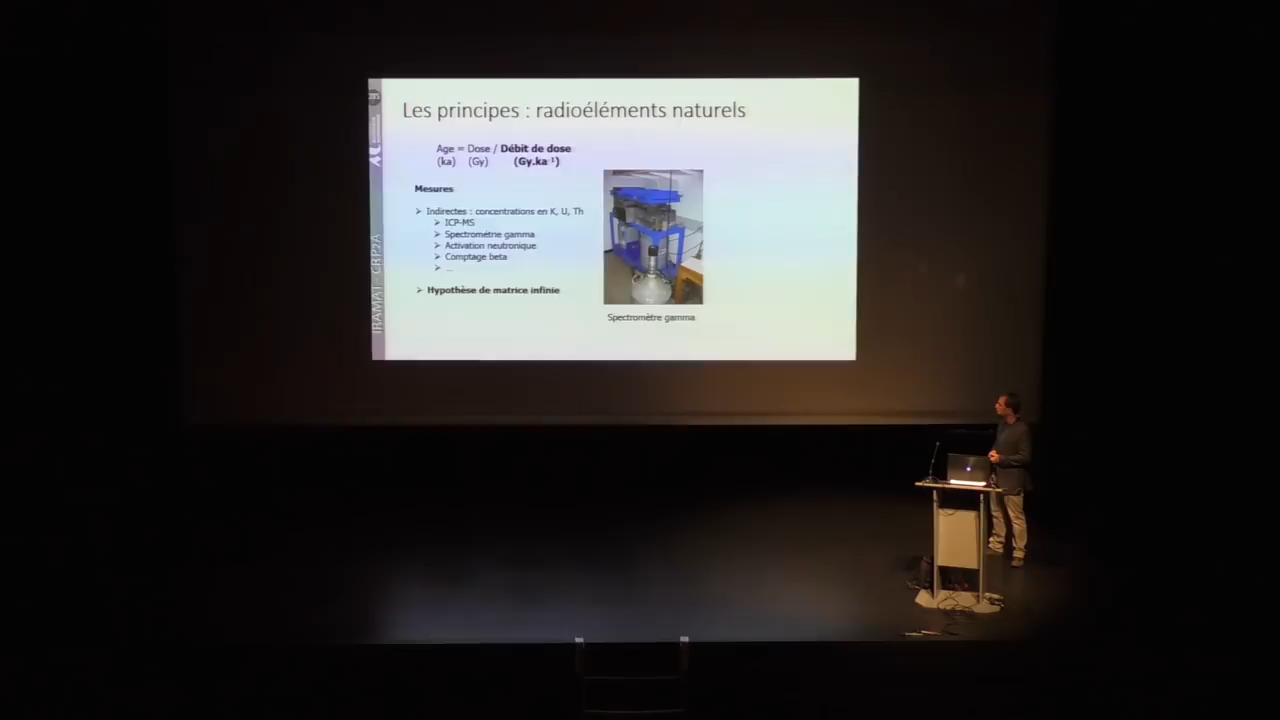 Les principes : radioéléments naturels
Age = Dose / Débit de dose
(ka) (Gy) (Gy.ka⁻¹)
Mesures
➢ Indirectes : concentrations en K, U, Th
➢ ICP-MS
➢ Spectrométrie gamma
➢ Activation neutronique
➢ Comptage beta
➢ ...
➢ Hypothèse de matrice infinie
Spectromètre gamma
IRAMAT - CRP2A